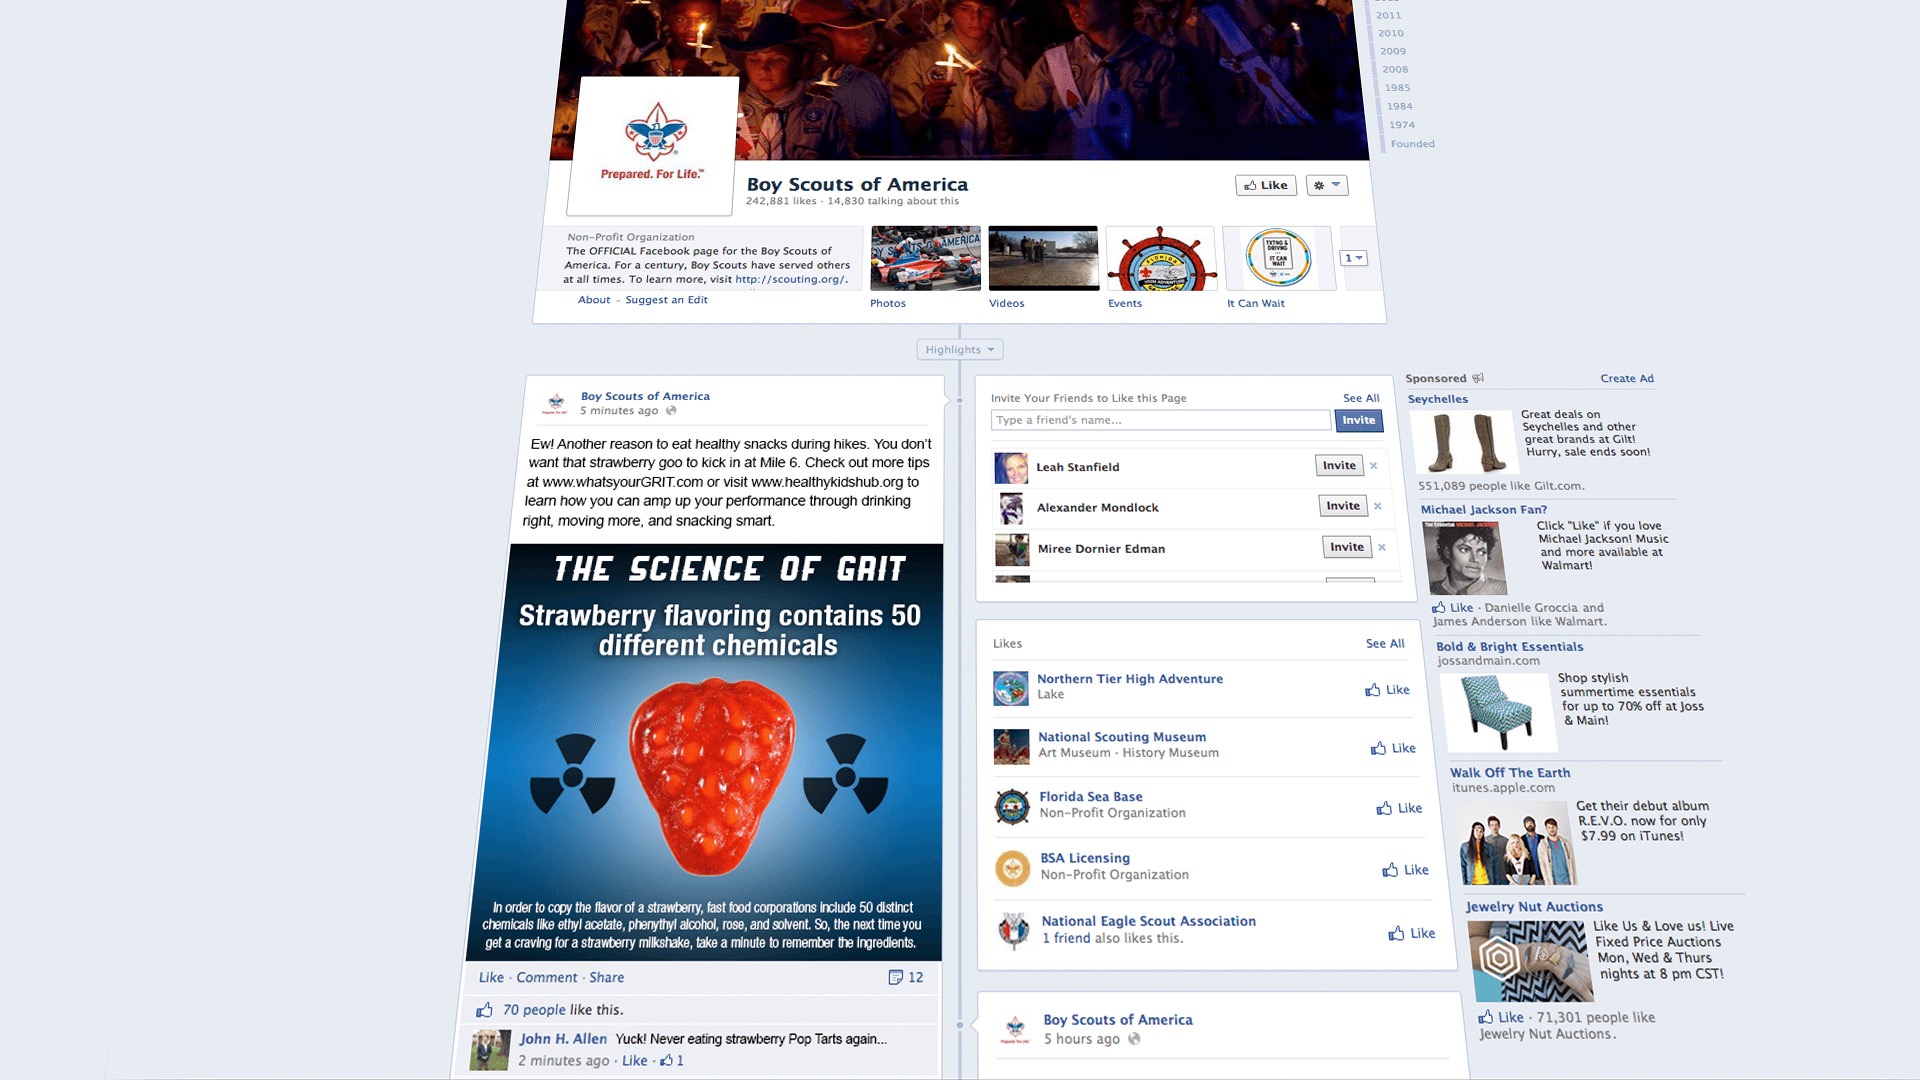 2011
2010
2009
2008
1985
1984
1974
Founded
Prepared. For Life.™
Boy Scouts of America
242,881 likes · 14,830 talking about this
Like
Non-Profit Organization
The OFFICIAL Facebook page for the Boy Scouts of
America. For a century, Boy Scouts have served others
at all times. To learn more, visit http://scouting.org/.
About - Suggest an Edit
AMERICA
Photos
Videos
FLORIDA
Events
TXTNG &
DRIVNG
IT CAN
WAIT
It Can Wait
1
Highlights
Boy Scouts of America
5 minutes ago
Ew! Another reason to eat healthy snacks during hikes. You don't
want that strawberry goo to kick in at Mile 6. Check out more tips
at www.whatsyourGRIT.com or visit www.healthykidshub.org to
learn how you can amp up your performance through drinking
right, moving more, and snacking smart.
THE SCIENCE OF GRIT
Strawberry flavoring contains 50
different chemicals
In order to copy the flavor of a strawberry, fast food corporations include 50 distinct
chemicals like ethyl acetate, phenythyl alcohol, rose, and solvent. So, the next time you
get a craving for a strawberry milkshake, take a minute to remember the ingredients.
Like · Comment · Share
12
70 people like this.
John H. Allen Yuck! Never eating strawberry Pop Tarts again...
2 minutes ago · Like · 1
Invite Your Friends to Like this Page
See All
Type a friend's name...
Invite
Leah Stanfield
Invite
Alexander Mondlock
Invite
Miree Dornier Edman
Invite
Likes
See All
Northern Tier High Adventure
Lake
Like
National Scouting Museum
Art Museum · History Museum
Like
Florida Sea Base
Non-Profit Organization
Like
BSA Licensing
Non-Profit Organization
Like
National Eagle Scout Association
1 friend also likes this.
Like
Boy Scouts of America
5 hours ago
Sponsored
Create Ad
Seychelles
Great deals on
Seychelles and other
great brands at Gilt!
Hurry, sale ends soon!
551,089 people like Gilt.com.
Michael Jackson Fan?
The Essential MICHAEL JACKSON
Click "Like" if you love
Michael Jackson! Music
and more available at
Walmart!
Like · Danielle Groccia and
James Anderson like Walmart.
Bold & Bright Essentials
jossandmain.com
Shop stylish
summertime essentials
for up to 70% off at Joss
& Main!
Walk Off The Earth
itunes.apple.com
Get their debut album
R.E.V.O. now for only
$7.99 on iTunes!
Jewelry Nut Auctions
Like Us & Love us! Live
Fixed Price Auctions
Mon, Wed & Thurs
nights at 8 pm CST!
Like · 71,301 people like
Jewelry Nut Auctions.